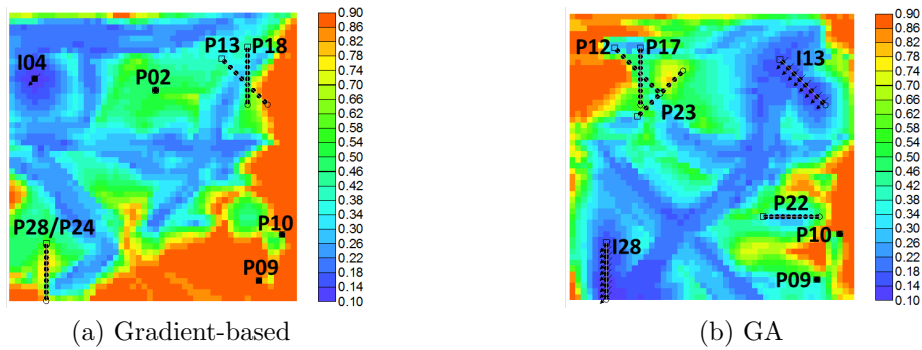 P13 P18
I04
P02
P28/P24
P10
P09
0.90
0.86
0.82
0.78
0.74
0.70
0.66
0.62
0.58
0.54
0.50
0.46
0.42
0.38
0.34
0.30
0.26
0.22
0.18
0.14
0.10
(a) Gradient-based
P12 P17
I13
P23
P22
P10
I28
P09
0.90
0.86
0.82
0.78
0.74
0.70
0.66
0.62
0.58
0.54
0.50
0.46
0.42
0.38
0.34
0.30
0.26
0.22
0.18
0.14
0.10
(b) GA